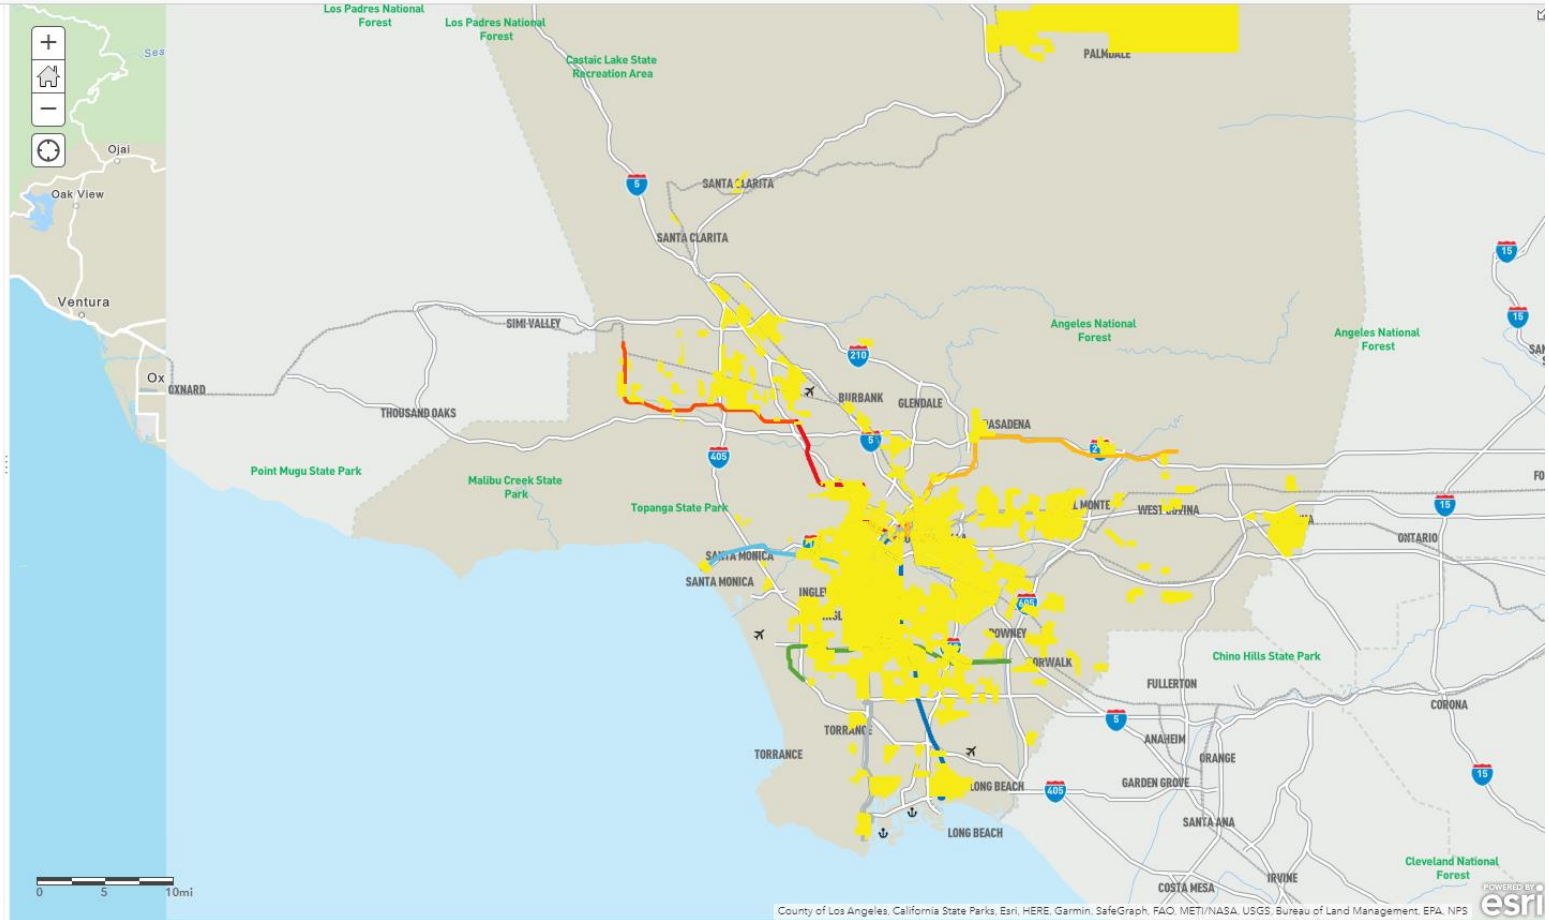 Los Padres National
Forest
Los Padres National
Forest
Castaic Lake State
Recreation Area
PALMDALE
Ojai
Oak View
5
SANTA CLARITA
SANTA CLARITA
15
Ventura
15
SIMI VALLEY
Angeles National
Forest
Angeles National
Forest
210
Ox
OXNARD
BURBANK
GLENDALE
THOUSAND OAKS
PASADENA
5
405
Point Mugu State Park
Malibu Creek State
Park
Topanga State Park
15
ONTARIO
SANTA MONICA
SANTA MONICA
405
Chino Hills State Park
FULLERTON
CORONA
5
TORRANCE
ANAHEIM
TORRANCE
ORANGE
15
GARDEN GROVE
LONG BEACH
405
SANTA ANA
LONG BEACH
Cleveland National
Forest
IRVINE
COSTA MESA
0 5 10mi
POWERED BY
esri
County of Los Angeles, California State Parks, Esri, HERE, Garmin, SafeGraph, FAO, METI/NASA, USGS, Bureau of Land Management, EPA, NPS